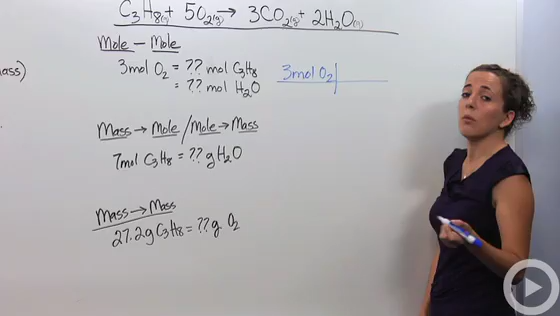 C₃H₈(g) + 5O₂(g) → 3CO₂(g) + 2H₂O(l)
Mole – Mole
3mol O₂ = ?? mol C₃H₈
= ?? mol H₂O
3mol O₂
ass)
Mass → Mole / Mole → Mass
7mol C₃H₈ = ?? g H₂O
Mass → Mass
27.2g C₃H₈ = ?? g O₂